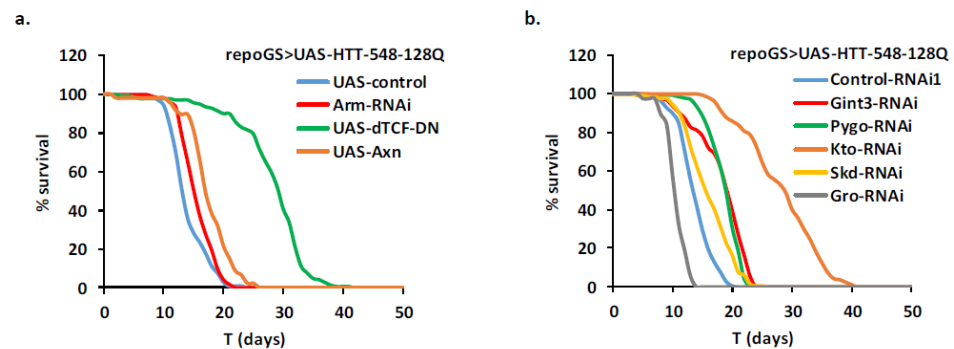 a.
repoGS>UAS-HTT-548-128Q
120
100
80
60
40
20
0
% survival
0 10 20 30 40 50
T (days)
UAS-control
Arm-RNAi
UAS-dTCF-DN
UAS-Axn
b.
repoGS>UAS-HTT-548-128Q
120
100
80
60
40
20
0
% survival
0 10 20 30 40 50
T (days)
Control-RNAi1
Gint3-RNAi
Pygo-RNAi
Kto-RNAi
Skd-RNAi
Gro-RNAi